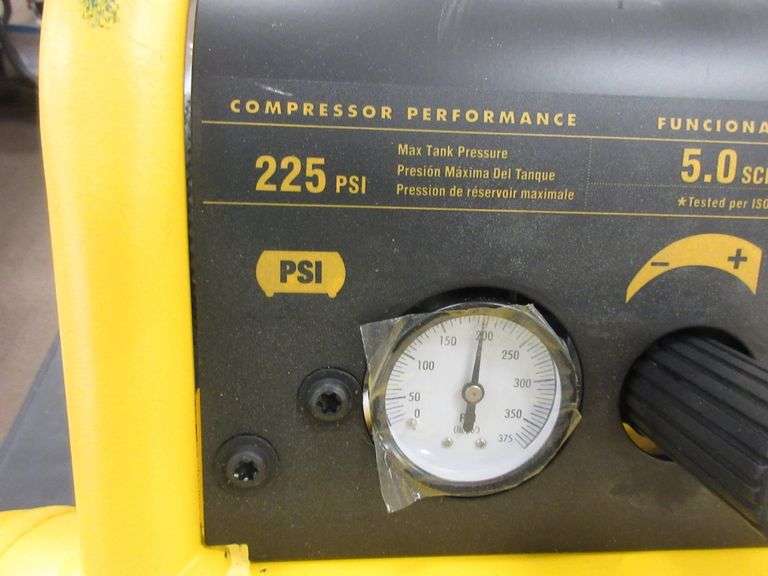 COMPRESSOR PERFORMANCE
FUNCIONA
225 PSI
Max Tank Pressure
Presión Máxima Del Tanque
Pression de réservoir maximale
5.0 SC
*Tested per ISO
PSI
- +
0
50
100
150
200
250
300
350
375